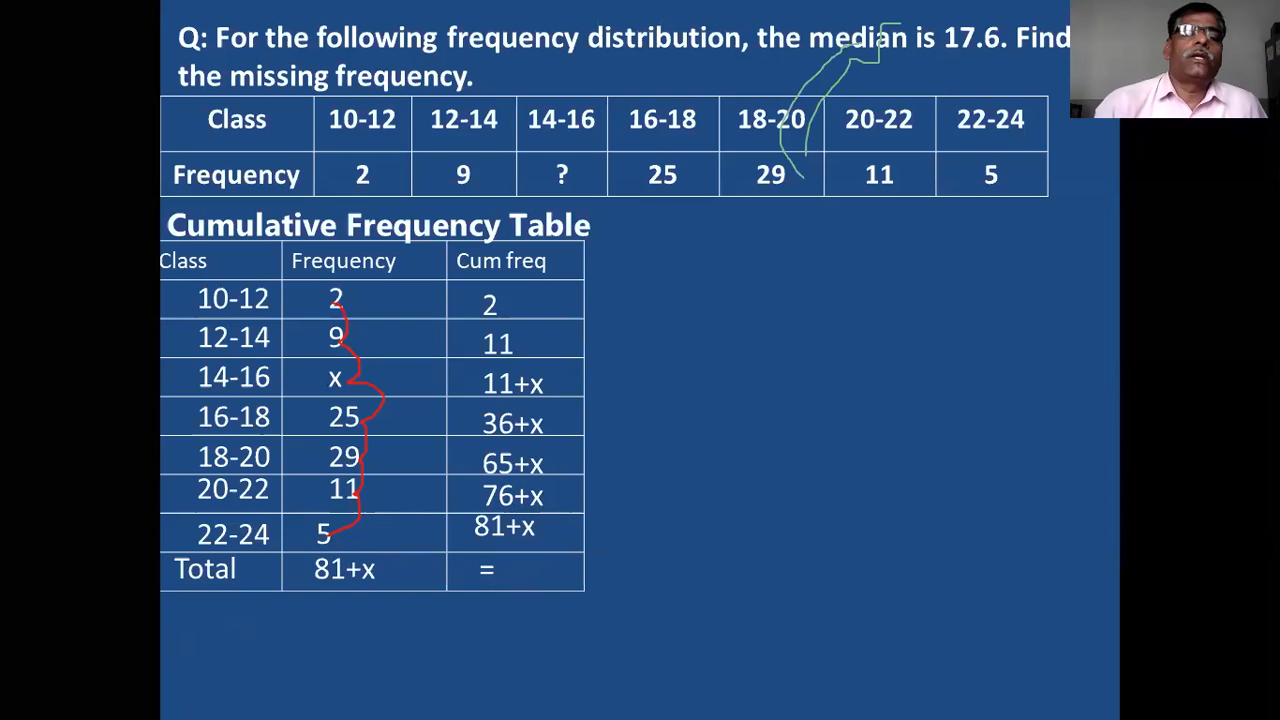 Q: For the following frequency distribution, the median is 17.6. Find
the missing frequency.
Class 10-12 12-14 14-16 16-18 18-20 20-22 22-24
Frequency 2 9 ? 25 29 11 5
Cumulative Frequency Table
Class Frequency Cum freq
10-12 2 2
12-14 9 11
14-16 x 11+x
16-18 25 36+x
18-20 29 65+x
20-22 11 76+x
22-24 5 81+x
Total 81+x =